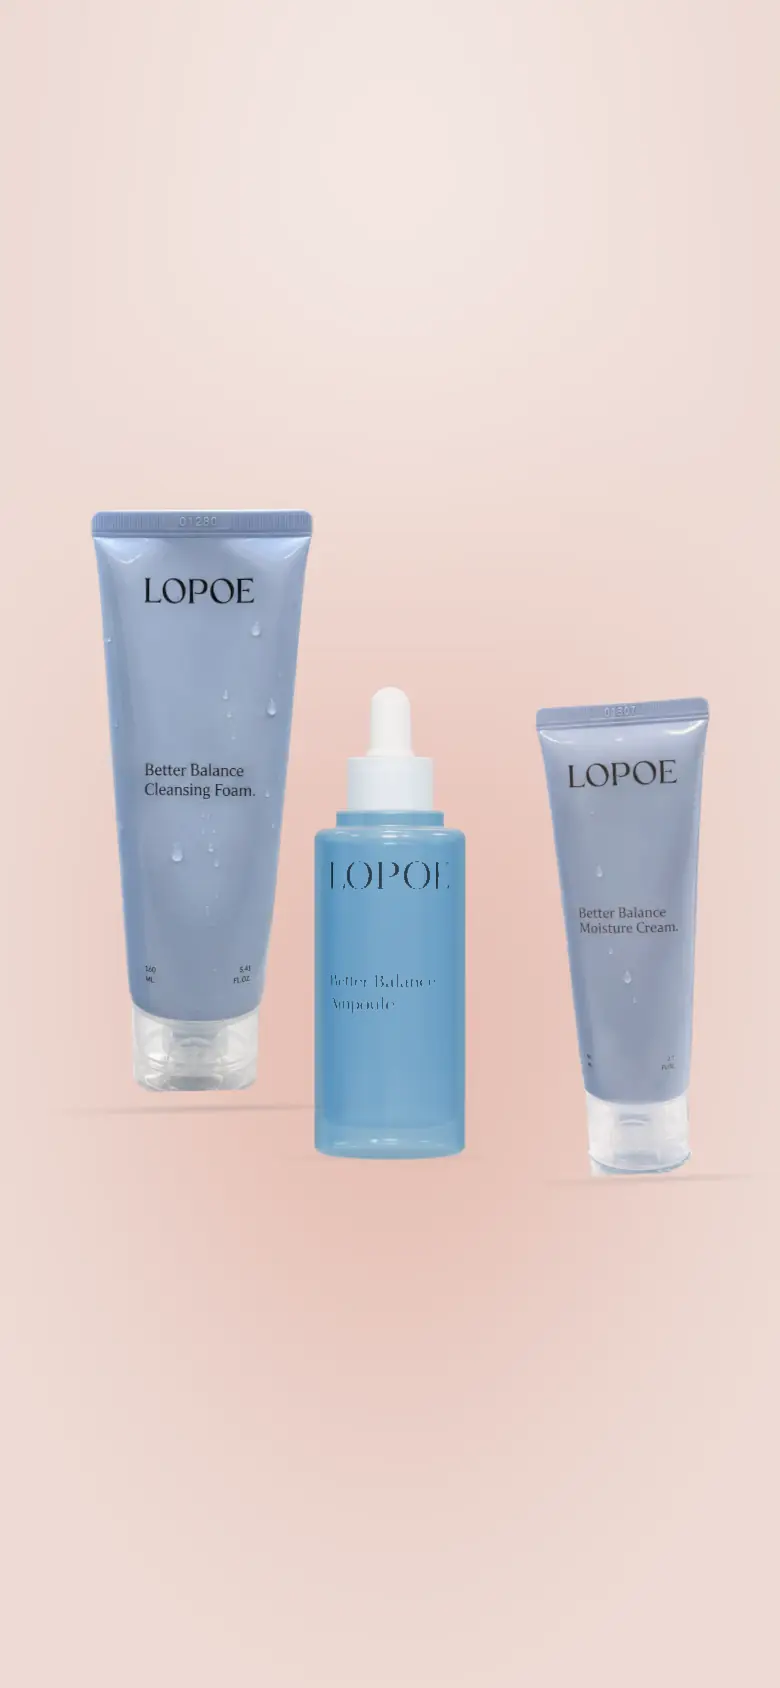 01280
LOPOE
Better Balance
Cleansing Foam.
160
ML
5.41
FL.OZ
LOPOE
Better Balance
Ampoule
01307
LOPOE
Better Balance
Moisture Cream.